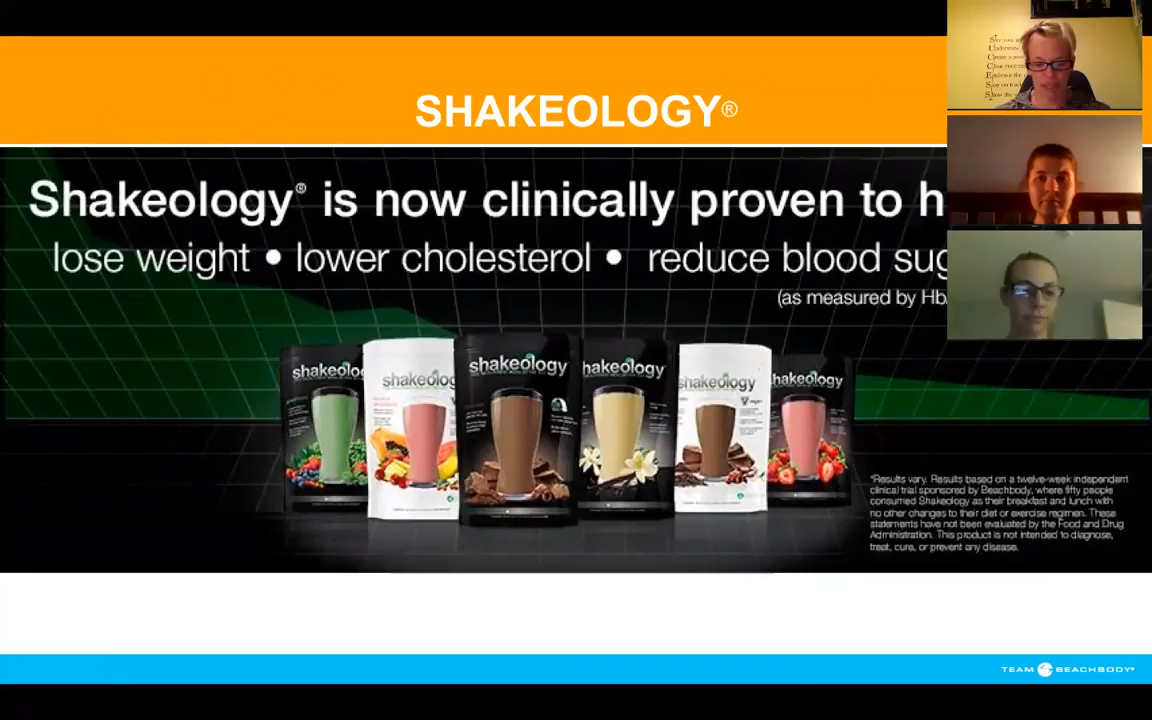 SHAKEOLOGY®
Shakeology® is now clinically proven to h
lose weight • lower cholesterol • reduce blood sug
(as measured by Hb
shakeology
shakeology
shakeology
shakeology
shakeology
shakeology
*Results vary. Results based on a twelve-week independent
clinical trial sponsored by Beachbody, where fifty people
consumed Shakeology as their breakfast and lunch with
no other changes to their diet or exercise regimen. These
statements have not been evaluated by the Food and Drug
Administration. This product is not intended to diagnose,
treat, cure, or prevent any disease.
TEAM BEACHBODY®